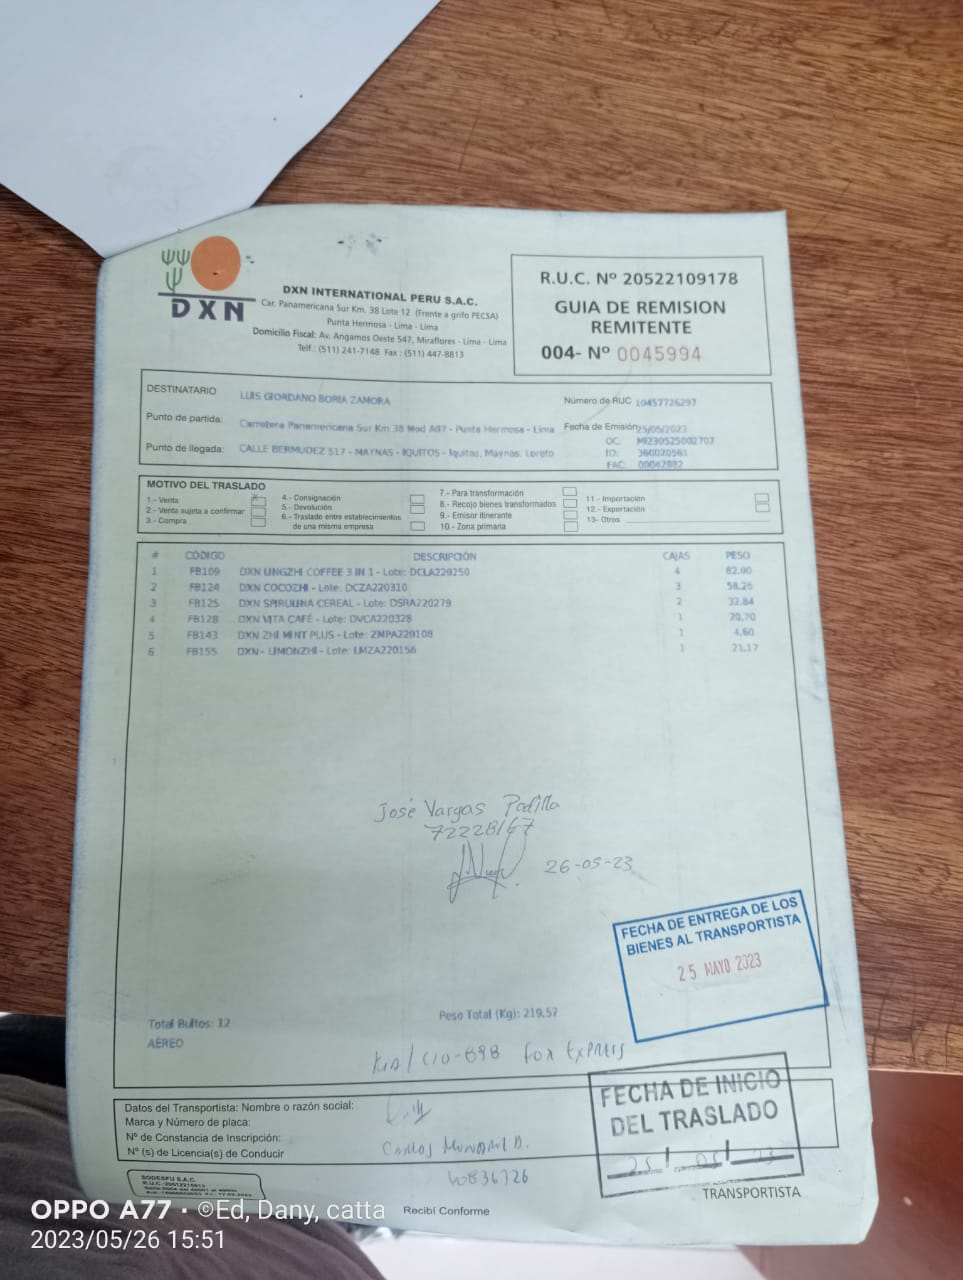 DXN
DXN INTERNATIONAL PERU S.A.C.
Car. Panamericana Sur Km. 38 Lote 12 (Frente a grifo PECSA)
Punta Hermosa - Lima - Lima
Domicilio Fiscal: Av. Angamos Oeste 547, Miraflores - Lima - Lima
Telf.: (511) 241-7148 Fax : (511) 447-8813
R.U.C. Nº 20522109178
GUIA DE REMISION
REMITENTE
004- Nº 0045994
DESTINATARIO LUIS GIORDANO BORIA ZAMORA Número de RUC 10457726297
Punto de partida: Carretera Panamericana Sur Km 38 Mod A07 - Punta Hermosa - Lima Fecha de Emisión 25/05/2023
OC. M9230525002707
Punto de llegada: CALLE BERMUDEZ 517 - MAYNAS - IQUITOS - Iquitos, Maynas, Loreto ID: 360020561
FAC. 00042882
MOTIVO DEL TRASLADO
1.- Venta
2.- Venta sujeta a confirmar
3.- Compra
4.- Consignación
5.- Devolución
6.- Traslado entre establecimientos
de una misma empresa
7.- Para transformación
8.- Recojo bienes transformados
9.- Emisor itinerante
10.- Zona primaria
11.- Importación
12.- Exportación
13- Otros
# CÓDIGO DESCRIPCIÓN CAJAS PESO
1 FB109 DXN LINGZHI COFFEE 3 IN 1 - Lote: DCLA220250 4 82.00
2 FB124 DXN COCOZHI - Lote: DCZA220310 3 58.26
3 FB125 DXN SPIRULINA CEREAL - Lote: DSRA220279 2 32.84
4 FB128 DXN VITA CAFÉ - Lote: DVCA220328 1 20.70
5 FB143 DXN ZHI MINT PLUS - Lote: ZMPA220108 1 4.60
6 FB155 DXN- LIMONZHI - Lote: LMZA220156 1 21.17
José Vargas Padilla
72228167
26-05-23
FECHA DE ENTREGA DE LOS
BIENES AL TRANSPORTISTA
25 MAYO 2023
Total Bultos: 12 Peso Total (Kg): 219.57
AÉREO
Fox Express
Datos del Transportista: Nombre o razón social:
Marca y Número de placa:
Nº de Constancia de Inscripción:
Nº (s) de Licencia(s) de Conducir
Carlos
40836726
FECHA DE INICIO
DEL TRASLADO
25 / 05 / 23
TRANSPORTISTA
SODESFU S.A.C.
Recibí Conforme
OPPO A77 · ©Ed, Dany, catta
2023/05/26 15:51